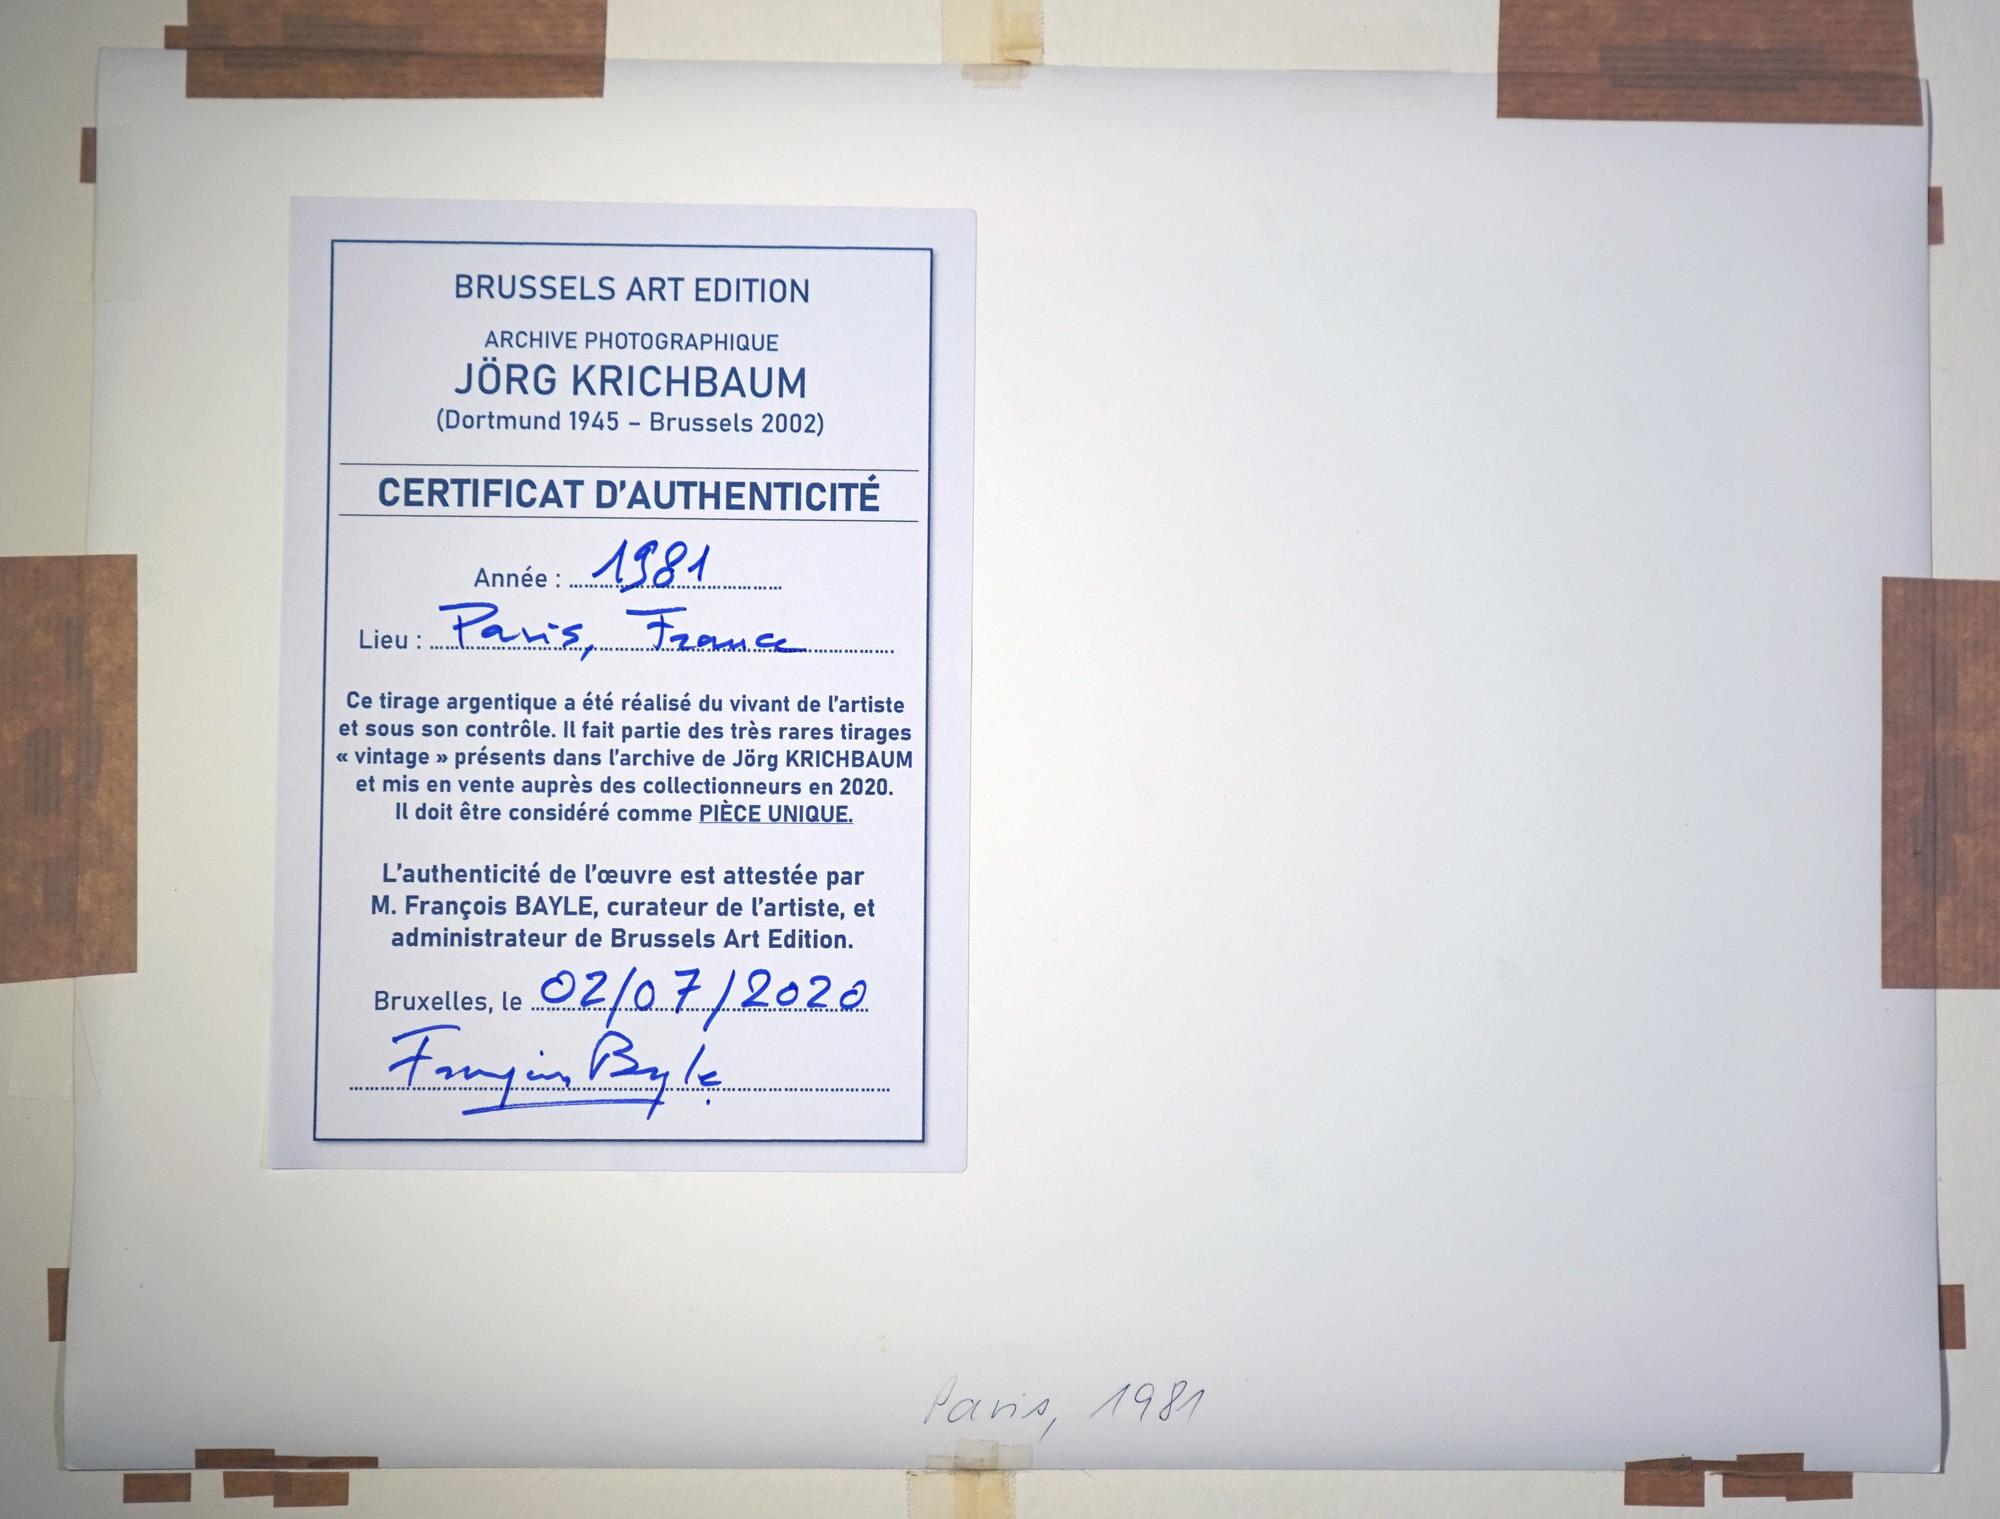 BRUSSELS ART EDITION
ARCHIVE PHOTOGRAPHIQUE
JÖRG KRICHBAUM
(Dortmund 1945 – Brussels 2002)
CERTIFICAT D'AUTHENTICITÉ
Année : 1981
Lieu : Paris, France
Ce tirage argentique a été réalisé du vivant de l'artiste
et sous son contrôle. Il fait partie des très rares tirages
« vintage » présents dans l'archive de Jörg KRICHBAUM
et mis en vente auprès des collectionneurs en 2020.
Il doit être considéré comme PIÈCE UNIQUE.
L'authenticité de l'œuvre est attestée par
M. François BAYLE, curateur de l'artiste, et
administrateur de Brussels Art Edition.
Bruxelles, le 02/07/2020
François Bayle
Paris, 1981